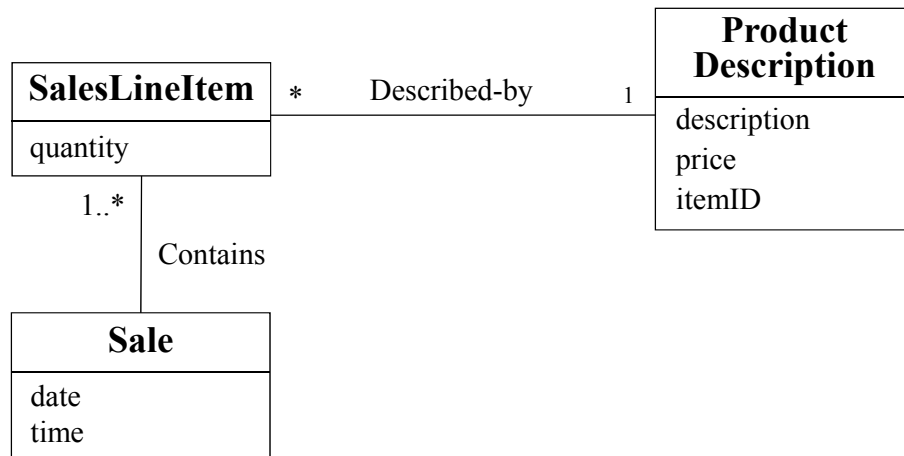 Product
Description
SalesLineItem
* Described-by 1
description
quantity
price
1..*
itemID
Contains
Sale
date
time